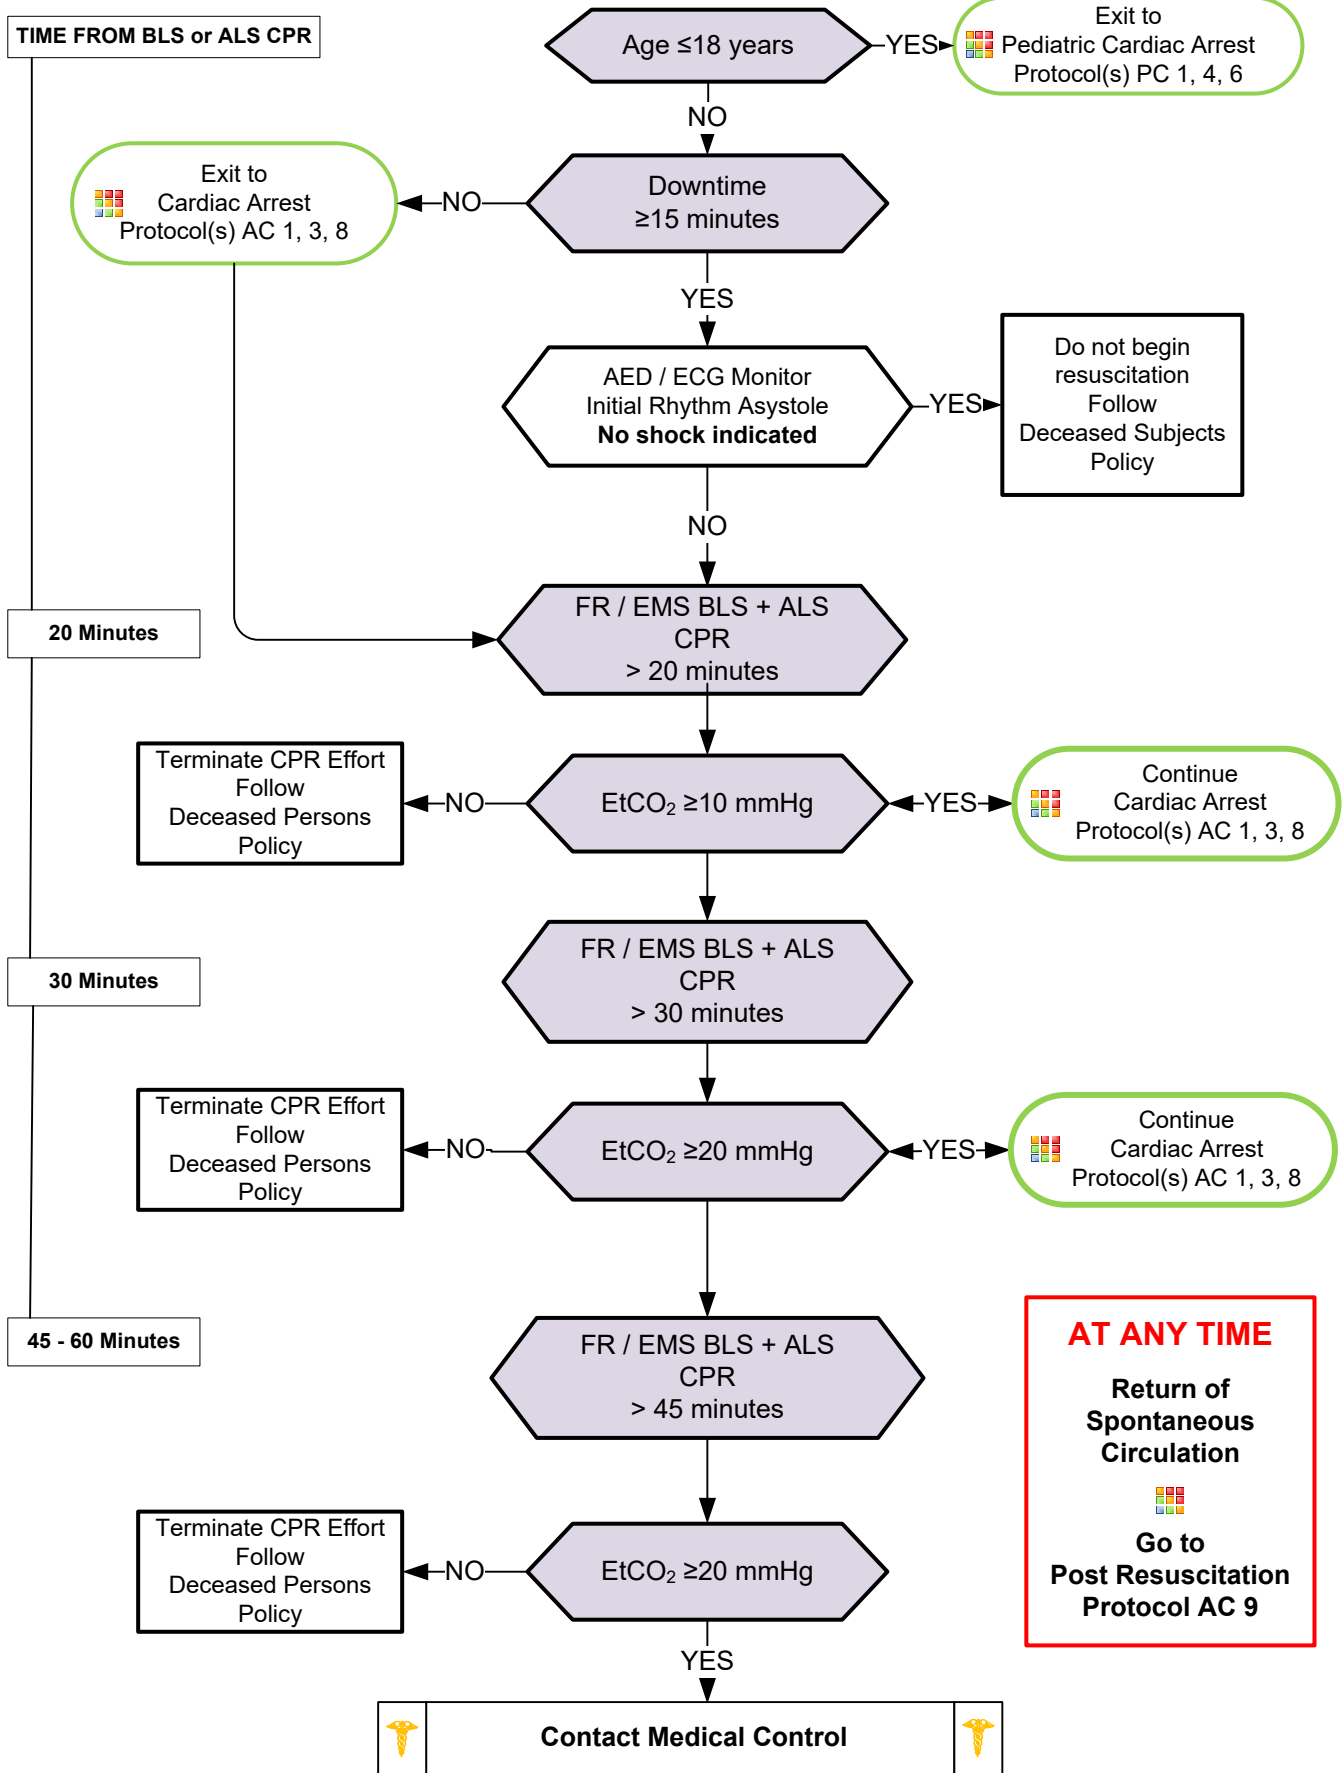 TIME FROM BLS or ALS CPR
Age ≤18 years
YES
Exit to
Pediatric Cardiac Arrest
Protocol(s) PC 1, 4, 6
NO
Exit to
Cardiac Arrest
Protocol(s) AC 1, 3, 8
NO
Downtime
≥15 minutes
YES
AED / ECG Monitor
Initial Rhythm Asystole
No shock indicated
YES
Do not begin
resuscitation
Follow
Deceased Subjects
Policy
NO
20 Minutes
FR / EMS BLS + ALS
CPR
> 20 minutes
Terminate CPR Effort
Follow
Deceased Persons
Policy
NO
EtCO₂ ≥10 mmHg
YES
Continue
Cardiac Arrest
Protocol(s) AC 1, 3, 8
30 Minutes
FR / EMS BLS + ALS
CPR
> 30 minutes
Terminate CPR Effort
Follow
Deceased Persons
Policy
NO
EtCO₂ ≥20 mmHg
YES
Continue
Cardiac Arrest
Protocol(s) AC 1, 3, 8
45 - 60 Minutes
FR / EMS BLS + ALS
CPR
> 45 minutes
AT ANY TIME
Return of
Spontaneous
Circulation
Go to
Post Resuscitation
Protocol AC 9
Terminate CPR Effort
Follow
Deceased Persons
Policy
NO
EtCO₂ ≥20 mmHg
YES
Contact Medical Control